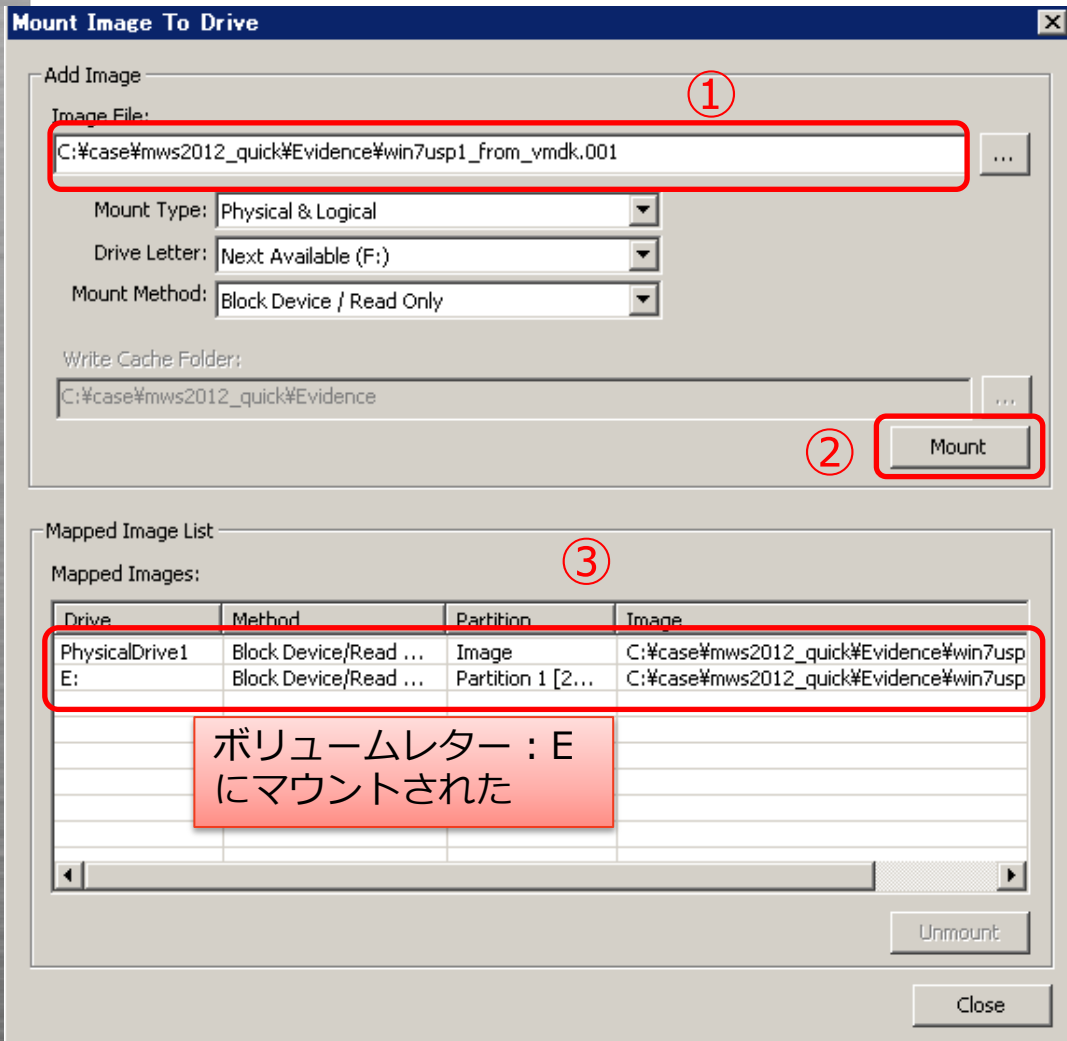 Mount Image To Drive
Add Image
①
Image File:
C:¥case¥mws2012_quick¥Evidence¥win7usp1_from_vmdk.001
...
Mount Type: Physical & Logical
Drive Letter: Next Available (F:)
Mount Method: Block Device / Read Only
Write Cache Folder:
C:¥case¥mws2012_quick¥Evidence
...
② Mount
Mapped Image List
③
Mapped Images:
Drive Method Partition Image
PhysicalDrive1 Block Device/Read ... Image C:¥case¥mws2012_quick¥Evidence¥win7usp
E: Block Device/Read ... Partition 1 [2... C:¥case¥mws2012_quick¥Evidence¥win7usp
ボリュームレター：E
にマウントされた
Unmount
Close